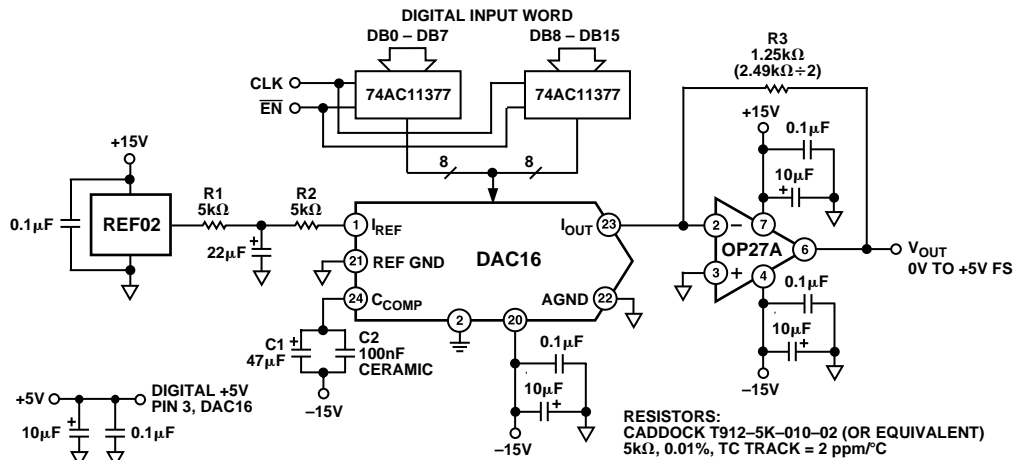 DIGITAL INPUT WORD
DB0 – DB7
DB8 – DB15
CLK
EN
74AC11377
74AC11377
8
8
R3
1.25kΩ
(2.49kΩ÷2)
+15V
0.1µF
10µF
+
+15V
0.1µF
REF02
R1
5kΩ
+
22µF
R2
5kΩ
1
IREF
21
REF GND
24
CCOMP
DAC16
IOUT
23
AGND
22
2
20
2
–
3
+
7
OP27A
4
6
VOUT
0V TO +5V FS
0.1µF
10µF
+
–15V
C1
47µF
+
C2
100nF
CERAMIC
–15V
0.1µF
10µF
+
–15V
+5V
DIGITAL +5V
PIN 3, DAC16
10µF
+
0.1µF
RESISTORS:
CADDOCK T912–5K–010–02 (OR EQUIVALENT)
5kΩ, 0.01%, TC TRACK = 2 ppm/°C